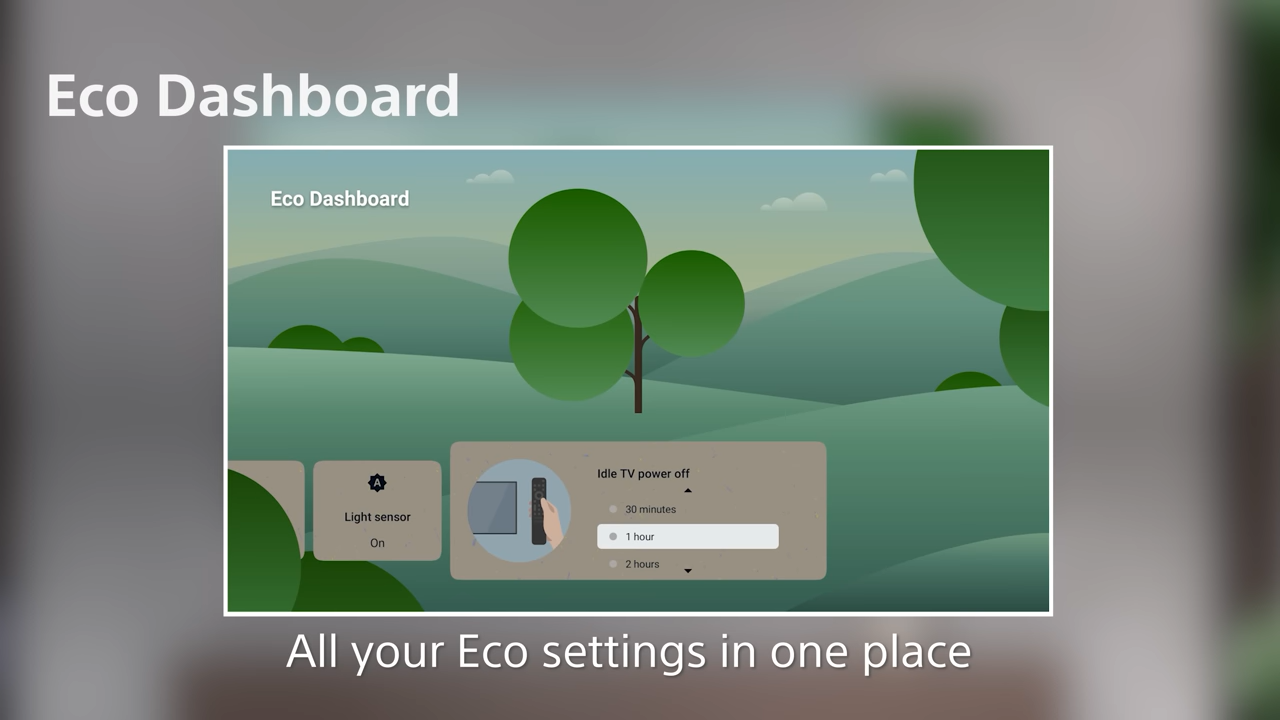 Eco Dashboard
Eco Dashboard
A
Light sensor
On
Idle TV power off
30 minutes
1 hour
2 hours
All your Eco settings in one place